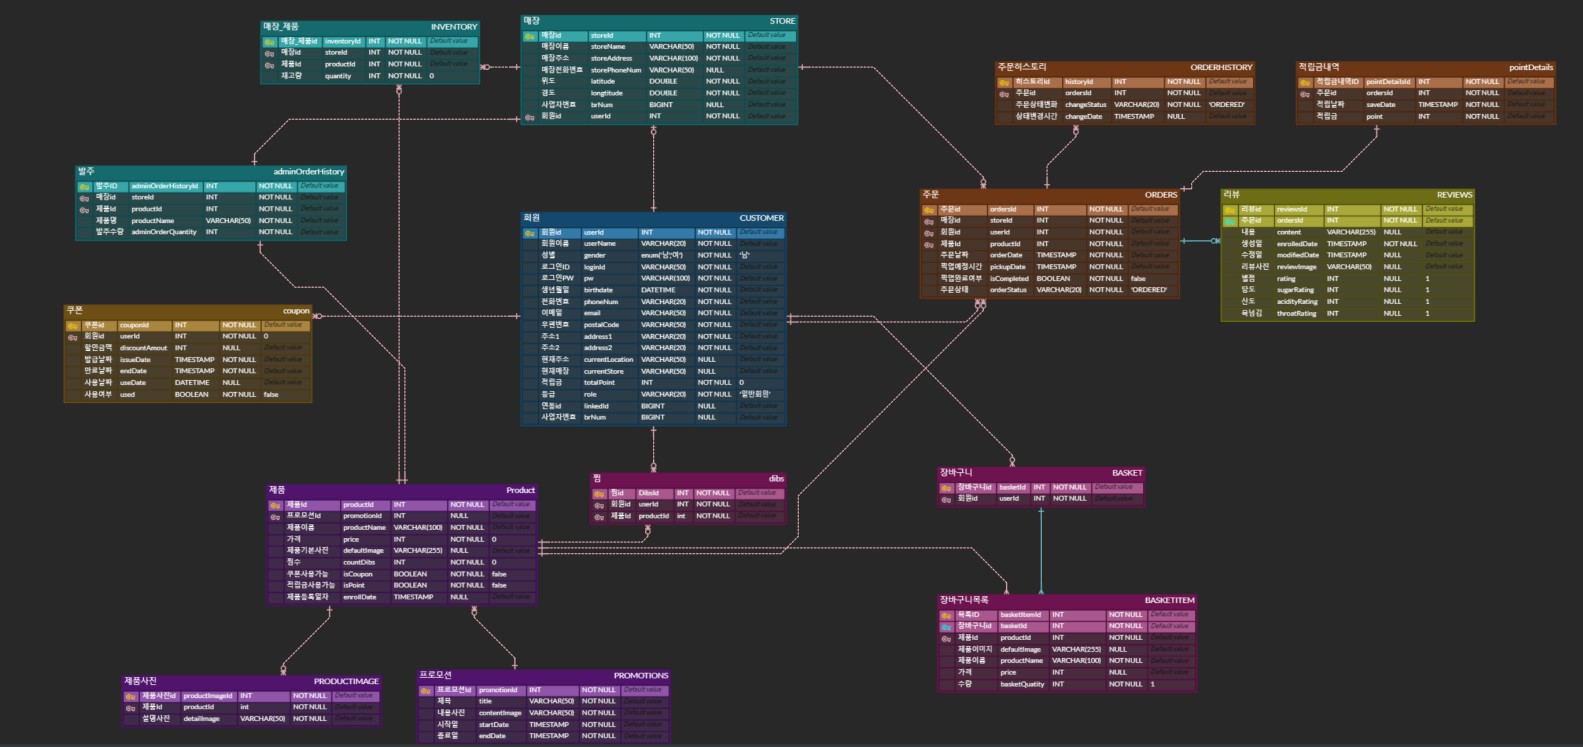 매장_제품 INVENTORY
매장_제품id inventoryId INT NOT NULL Default value
매장id storeId INT NOT NULL Default value
제품id productId INT NOT NULL Default value
재고량 quantity INT NOT NULL 0
매장 STORE
매장id storeId INT NOT NULL Default value
매장이름 storeName VARCHAR(50) NOT NULL Default value
매장주소 storeAddress VARCHAR(100) NOT NULL Default value
매장전화번호 storePhoneNum VARCHAR(50) NULL Default value
위도 latitude DOUBLE NOT NULL Default value
경도 longtitude DOUBLE NOT NULL Default value
사업자번호 brNum BIGINT NULL Default value
회원id userId INT NOT NULL Default value
주문히스토리 ORDERHISTORY
히스토리id historyId INT NOT NULL Default value
주문id ordersId INT NOT NULL Default value
주문상태변화 changeStatus VARCHAR(20) NOT NULL 'ORDERED'
상태변경시간 changeDate TIMESTAMP NULL Default value
적립금내역 pointDetails
적립금내역ID pointDetailsId INT NOT NULL Default value
주문id ordersId INT NOT NULL Default value
적립날짜 saveDate TIMESTAMP NOT NULL Default value
적립금 point INT NOT NULL Default value
발주 adminOrderHistory
발주ID adminOrderHistoryId INT NOT NULL Default value
매장id storeId INT NOT NULL Default value
제품id productId INT NOT NULL Default value
제품명 productName VARCHAR(50) NOT NULL Default value
발주수량 adminOrderQuantity INT NOT NULL Default value
회원 CUSTOMER
회원id userId INT NOT NULL Default value
회원이름 userName VARCHAR(20) NOT NULL Default value
성별 gender enum('남','여') NOT NULL '남'
로그인ID loginId VARCHAR(50) NOT NULL Default value
로그인PW pw VARCHAR(100) NOT NULL Default value
생년월일 birthdate DATETIME NOT NULL Default value
전화번호 phoneNum VARCHAR(20) NOT NULL Default value
이메일 email VARCHAR(50) NOT NULL Default value
우편번호 postalCode VARCHAR(50) NOT NULL Default value
주소1 address1 VARCHAR(20) NOT NULL Default value
주소2 address2 VARCHAR(20) NOT NULL Default value
현재주소 currentLocation VARCHAR(50) NULL Default value
현재매장 currentStore VARCHAR(50) NULL Default value
적립금 totalPoint INT NOT NULL 0
등급 role VARCHAR(20) NOT NULL '일반회원'
연동id linkedId BIGINT NULL Default value
사업자번호 brNum BIGINT NULL Default value
주문 ORDERS
주문id ordersId INT NOT NULL Default value
매장id storeId INT NOT NULL Default value
회원id userId INT NOT NULL Default value
제품id productId INT NOT NULL Default value
주문날짜 orderDate TIMESTAMP NOT NULL Default value
픽업예정시간 pickupDate TIMESTAMP NOT NULL Default value
픽업완료여부 isCompleted BOOLEAN NOT NULL false
주문상태 orderStatus VARCHAR(20) NOT NULL 'ORDERED'
리뷰 REVIEWS
리뷰id reviewsId INT NOT NULL Default value
주문id ordersId INT NOT NULL Default value
내용 content VARCHAR(255) NULL Default value
생성일 enrolledDate TIMESTAMP NOT NULL Default value
수정일 modifiedDate TIMESTAMP NULL Default value
리뷰사진 reviewImage VARCHAR(50) NULL Default value
별점 rating INT NULL 1
당도 sugarRating INT NULL 1
산도 acidityRating INT NULL 1
목넘김 throatRating INT NULL 1
쿠폰 coupon
쿠폰id couponId INT NOT NULL Default value
회원id userId INT NOT NULL 0
할인금액 discountAmout INT NULL Default value
발급날짜 issueDate TIMESTAMP NOT NULL Default value
만료날짜 endDate TIMESTAMP NOT NULL Default value
사용날짜 useDate DATETIME NULL Default value
사용여부 used BOOLEAN NOT NULL false
제품 Product
제품id productId INT NOT NULL Default value
프로모션id promotionId INT NULL Default value
제품이름 productName VARCHAR(100) NOT NULL Default value
가격 price INT NOT NULL 0
제품기본사진 defaultImage VARCHAR(255) NULL Default value
찜수 countDibs INT NOT NULL 0
쿠폰사용가능 isCoupon BOOLEAN NOT NULL false
적립금사용가능 isPoint BOOLEAN NOT NULL false
제품등록일자 enrollDate TIMESTAMP NULL Default value
찜 dibs
찜id DibsId INT NOT NULL Default value
회원id userId INT NOT NULL Default value
제품id productId int NOT NULL Default value
장바구니 BASKET
장바구니id basketId INT NOT NULL Default value
회원id userId INT NOT NULL Default value
장바구니목록 BASKETITEM
목록ID basketItemId INT NOT NULL Default value
장바구니id basketId INT NOT NULL Default value
제품id productId INT NOT NULL Default value
제품이미지 defaultImage VARCHAR(255) NULL Default value
제품이름 productName VARCHAR(100) NOT NULL Default value
가격 price INT NULL Default value
수량 basketQuatity INT NOT NULL 1
제품사진 PRODUCTIMAGE
제품사진id productImageId INT NOT NULL Default value
제품id productId int NOT NULL Default value
설명사진 detailImage VARCHAR(50) NOT NULL Default value
프로모션 PROMOTIONS
프로모션id promotionId INT NOT NULL Default value
제목 title VARCHAR(50) NOT NULL Default value
내용사진 contentImage VARCHAR(50) NOT NULL Default value
시작일 startDate TIMESTAMP NOT NULL Default value
종료일 endDate TIMESTAMP NOT NULL Default value